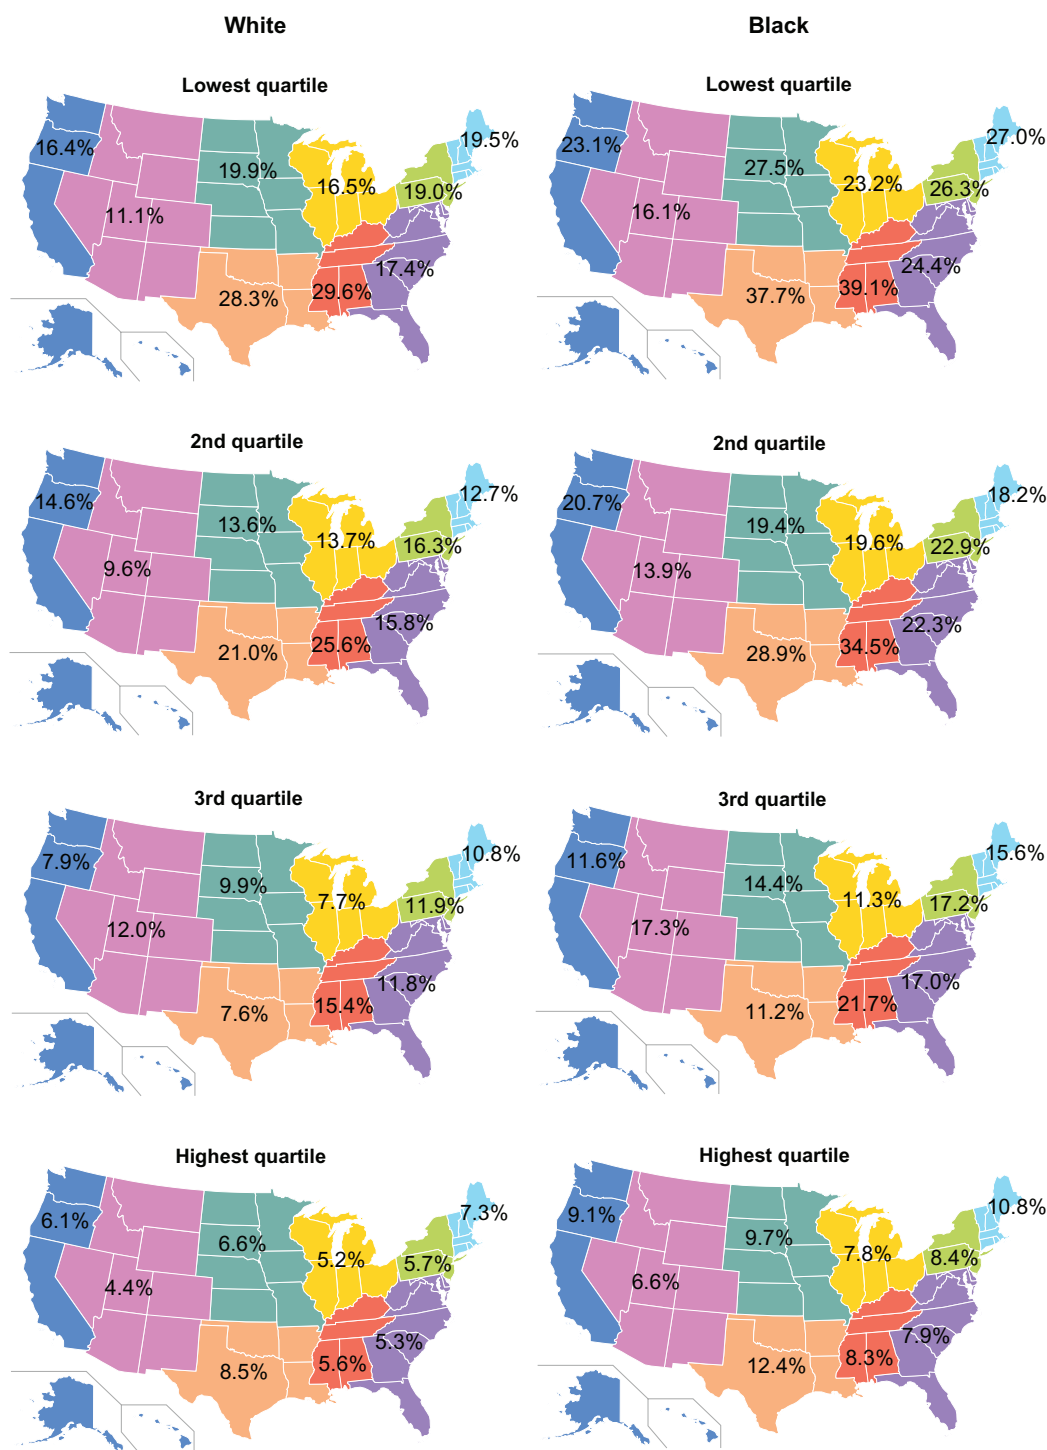 White Black
Lowest quartile Lowest quartile
16.4% 19.9% 16.5% 19.0% 19.5%
11.1% 17.4%
28.3% 29.6%
23.1% 27.5% 23.2% 26.3% 27.0%
16.1% 24.4%
37.7% 39.1%
2nd quartile 2nd quartile
14.6% 13.6% 13.7% 16.3% 12.7%
9.6% 15.8%
21.0% 25.6%
20.7% 19.4% 19.6% 22.9% 18.2%
13.9% 22.3%
28.9% 34.5%
3rd quartile 3rd quartile
7.9% 9.9% 7.7% 11.9% 10.8%
12.0% 11.8%
7.6% 15.4%
11.6% 14.4% 11.3% 17.2% 15.6%
17.3% 17.0%
11.2% 21.7%
Highest quartile Highest quartile
6.1% 6.6% 5.2% 5.7% 7.3%
4.4% 5.3%
8.5% 5.6%
9.1% 9.7% 7.8% 8.4% 10.8%
6.6% 7.9%
12.4% 8.3%